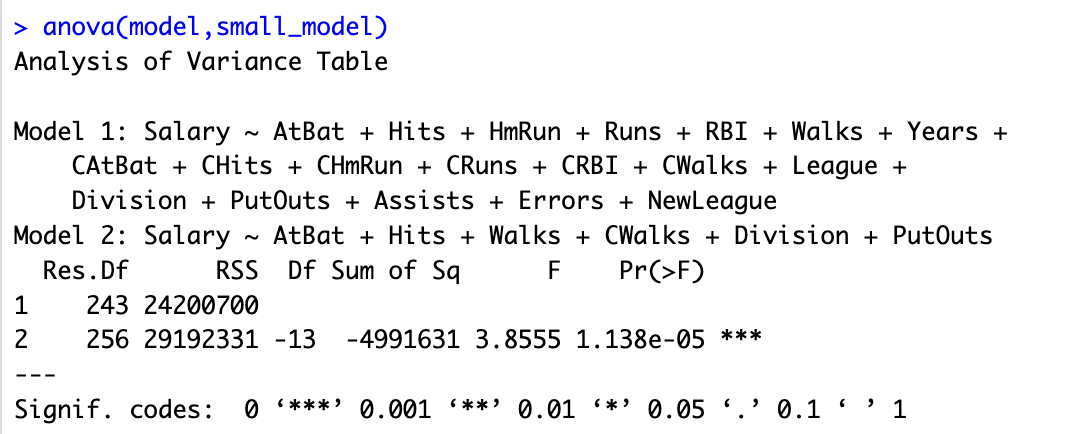 > anova(model,small_model)
Analysis of Variance Table

Model 1: Salary ~ AtBat + Hits + HmRun + Runs + RBI + Walks + Years +
    CAtBat + CHits + CHmRun + CRuns + CRBI + CWalks + League +
    Division + PutOuts + Assists + Errors + NewLeague
Model 2: Salary ~ AtBat + Hits + Walks + CWalks + Division + PutOuts
  Res.Df      RSS  Df Sum of Sq      F    Pr(>F)
1    243 24200700
2    256 29192331 -13  -4991631 3.8555 1.138e-05 ***
---
Signif. codes:  0 ‘***’ 0.001 ‘**’ 0.01 ‘*’ 0.05 ‘.’ 0.1 ‘ ’ 1